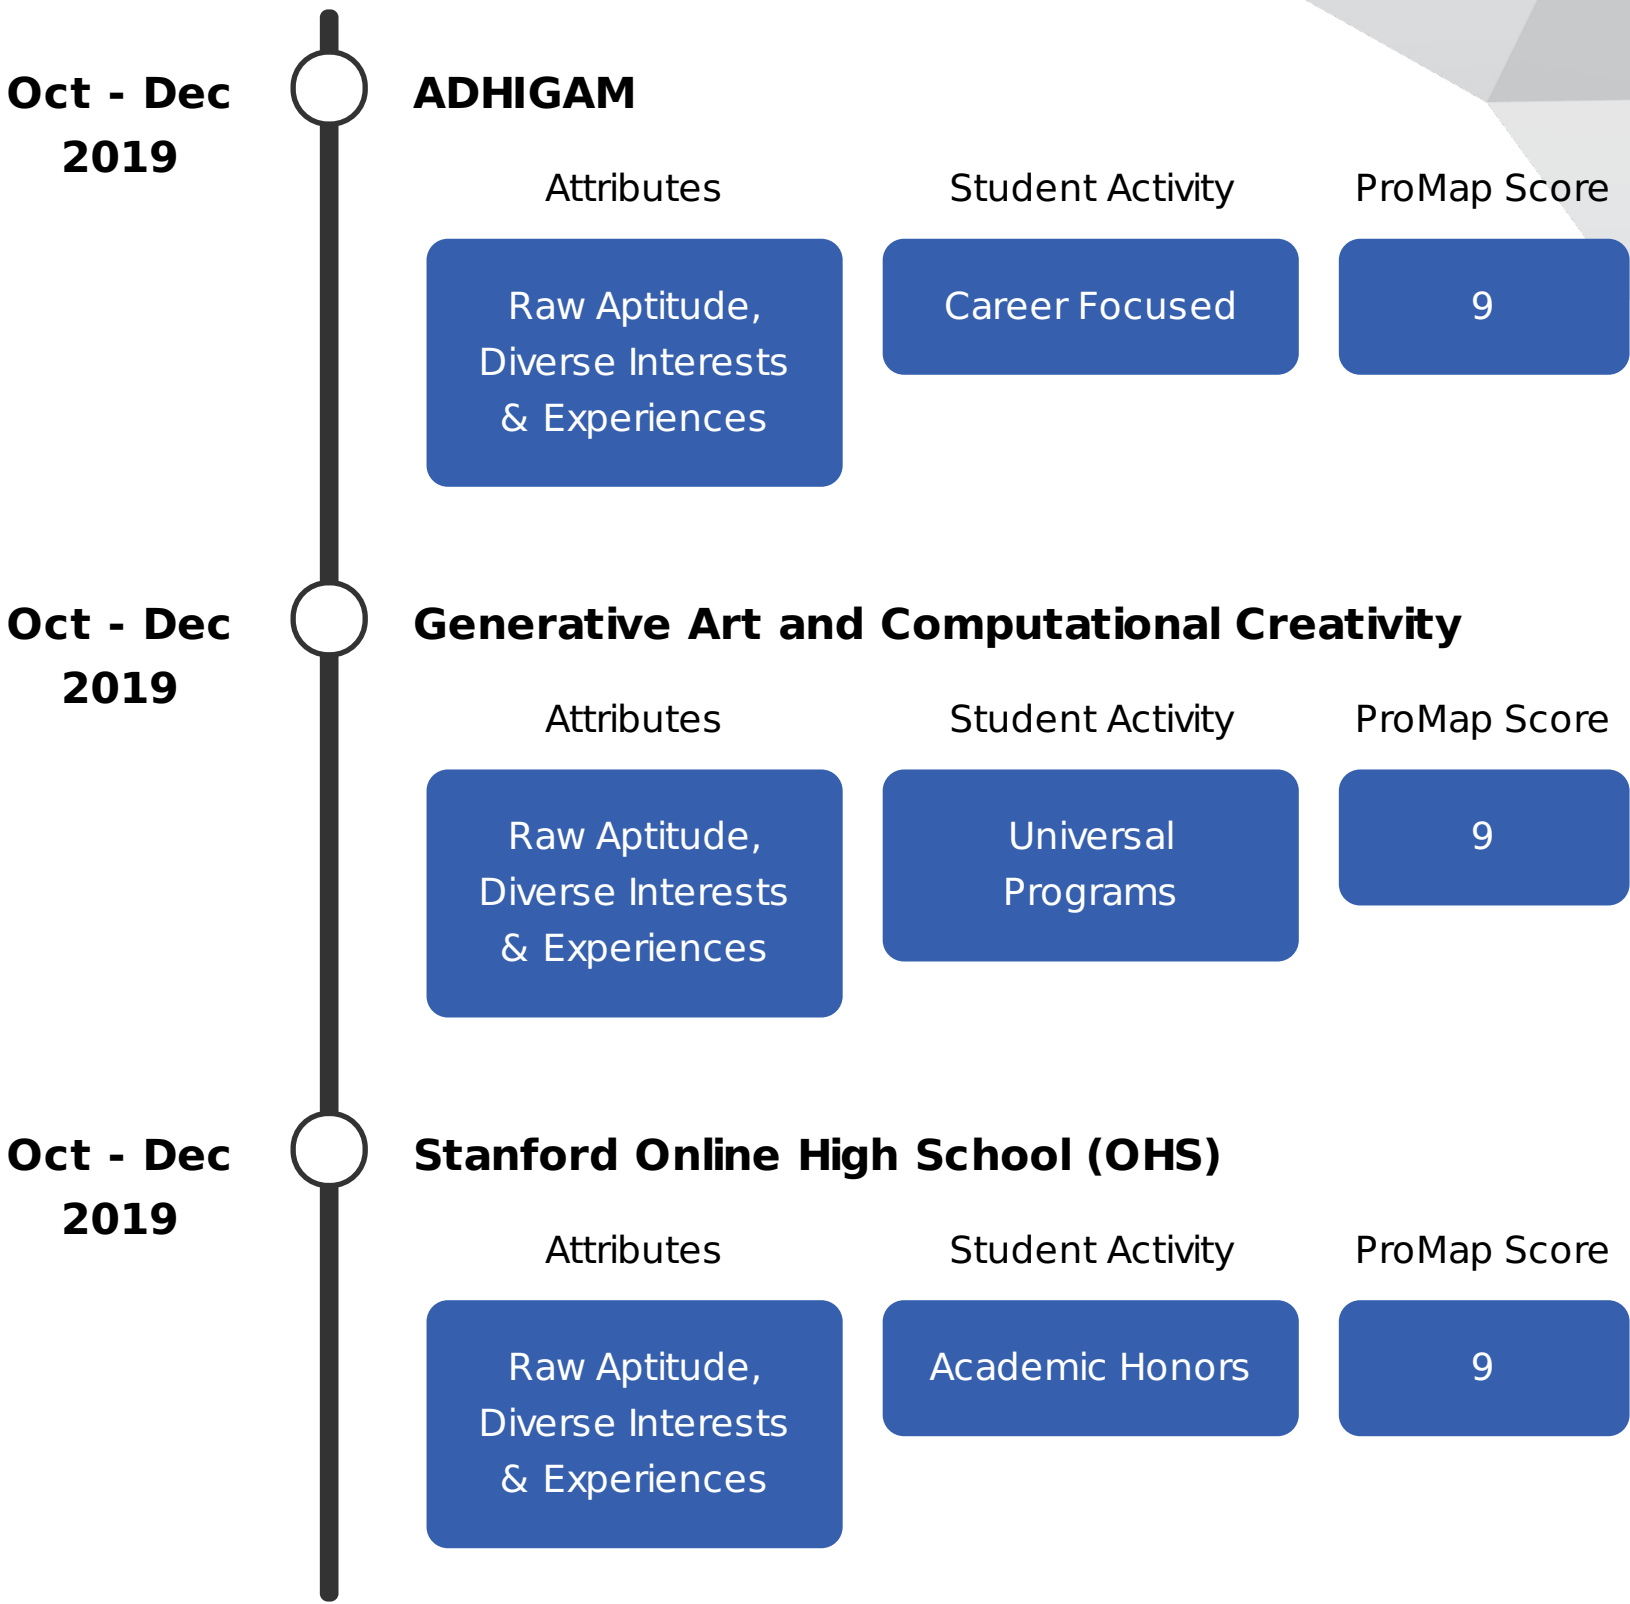 Oct - Dec
2019
ADHIGAM
Attributes
Student Activity
ProMap Score
Raw Aptitude,
Diverse Interests
& Experiences
Career Focused
9
Oct - Dec
2019
Generative Art and Computational Creativity
Attributes
Student Activity
ProMap Score
Raw Aptitude,
Diverse Interests
& Experiences
Universal
Programs
9
Oct - Dec
2019
Stanford Online High School (OHS)
Attributes
Student Activity
ProMap Score
Raw Aptitude,
Diverse Interests
& Experiences
Academic Honors
9